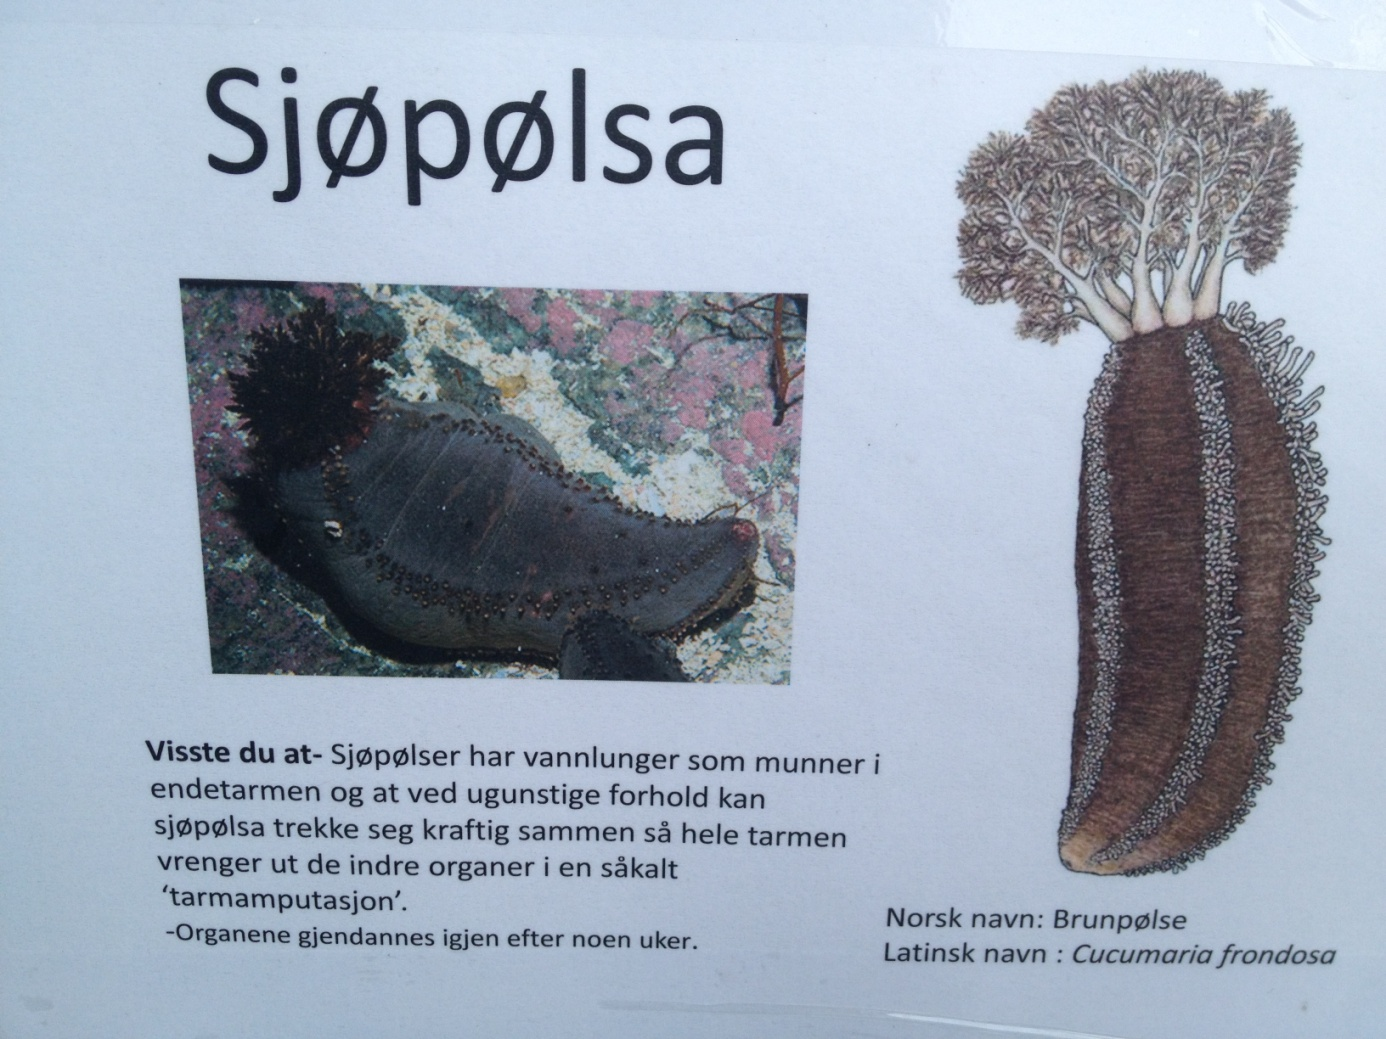 Sjøpølsa
Visste du at- Sjøpølser har vannlunger som munner i
endetarmen og at ved ugunstige forhold kan
sjøpølsa trekke seg kraftig sammen så hele tarmen
vrenger ut de indre organer i en såkalt
‘tarmamputasjon’.
-Organene gjendannes igjen efter noen uker.
Norsk navn: Brunpølse
Latinsk navn : Cucumaria frondosa